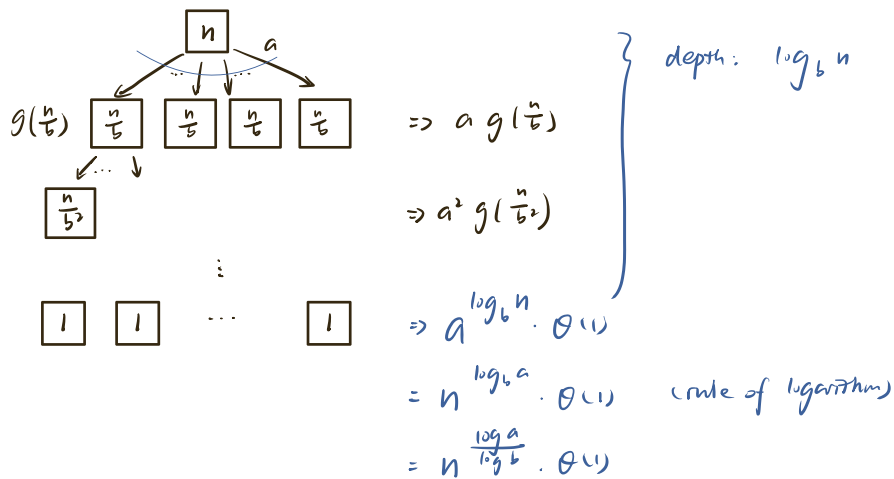 n a
... ...
depth: log_b n
g(n/b) n/b n/b n/b n/b => a g(n/b)
...
n/b² => a² g(n/b²)
⋮
1 1 ... 1 => a^{log_b n} · θ(1)
= n^{log_b a} · θ(1) (rule of logarithm)
= n^{log a / log b} · θ(1)